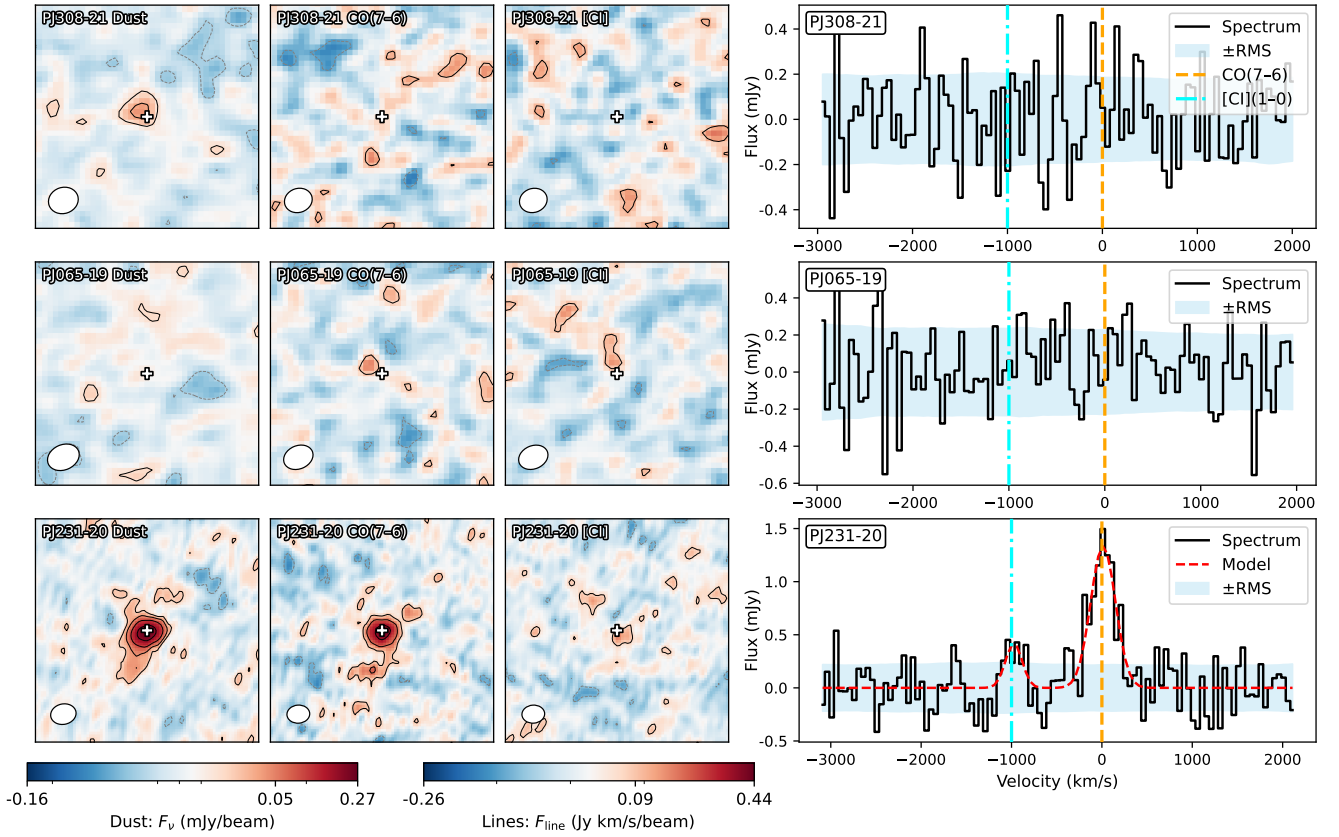 PJ308-21 Dust
PJ308-21 CO(7–6)
PJ308-21 [CI]
PJ308-21
Spectrum
±RMS
CO(7–6)
[CI](1–0)
Flux (mJy)
0.4
0.2
0.0
-0.2
-0.4
−3000 −2000 −1000 0 1000 2000
PJ065-19 Dust
PJ065-19 CO(7–6)
PJ065-19 [CI]
PJ065-19
Spectrum
±RMS
Flux (mJy)
0.4
0.2
0.0
-0.2
-0.4
-0.6
−3000 −2000 −1000 0 1000 2000
PJ231-20 Dust
PJ231-20 CO(7–6)
PJ231-20 [CI]
PJ231-20
Spectrum
Model
±RMS
Flux (mJy)
1.5
1.0
0.5
0.0
-0.5
−3000 −2000 −1000 0 1000 2000
Velocity (km/s)
-0.16 0.05 0.27
Dust: Fν (mJy/beam)
-0.26 0.09 0.44
Lines: Fline (Jy km/s/beam)